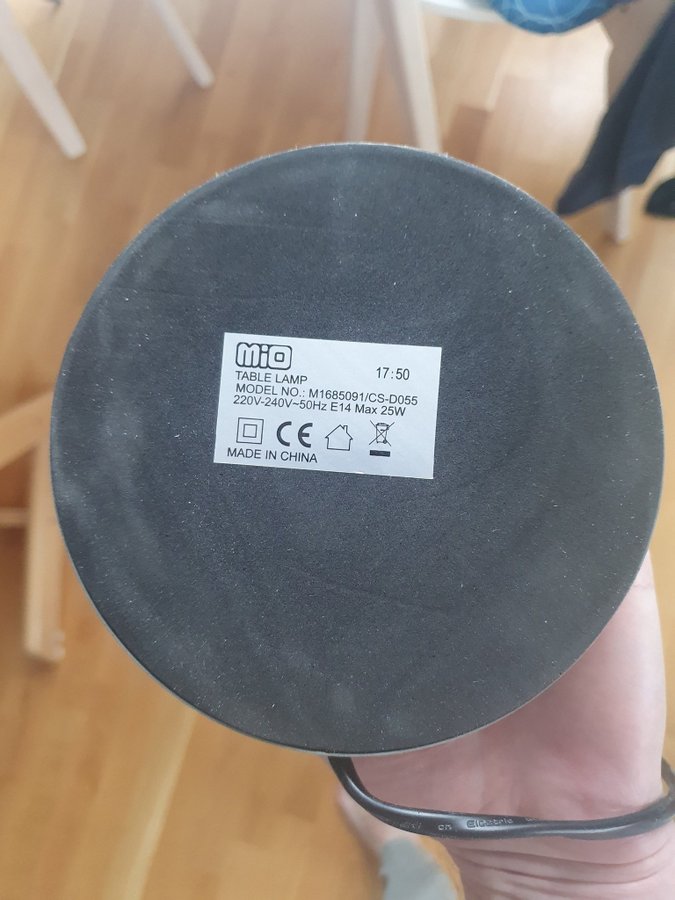 MiO
17:50
TABLE LAMP
MODEL NO.: M1685091/CS-D055
220V-240V~50Hz E14 Max 25W
CE
MADE IN CHINA
Electric